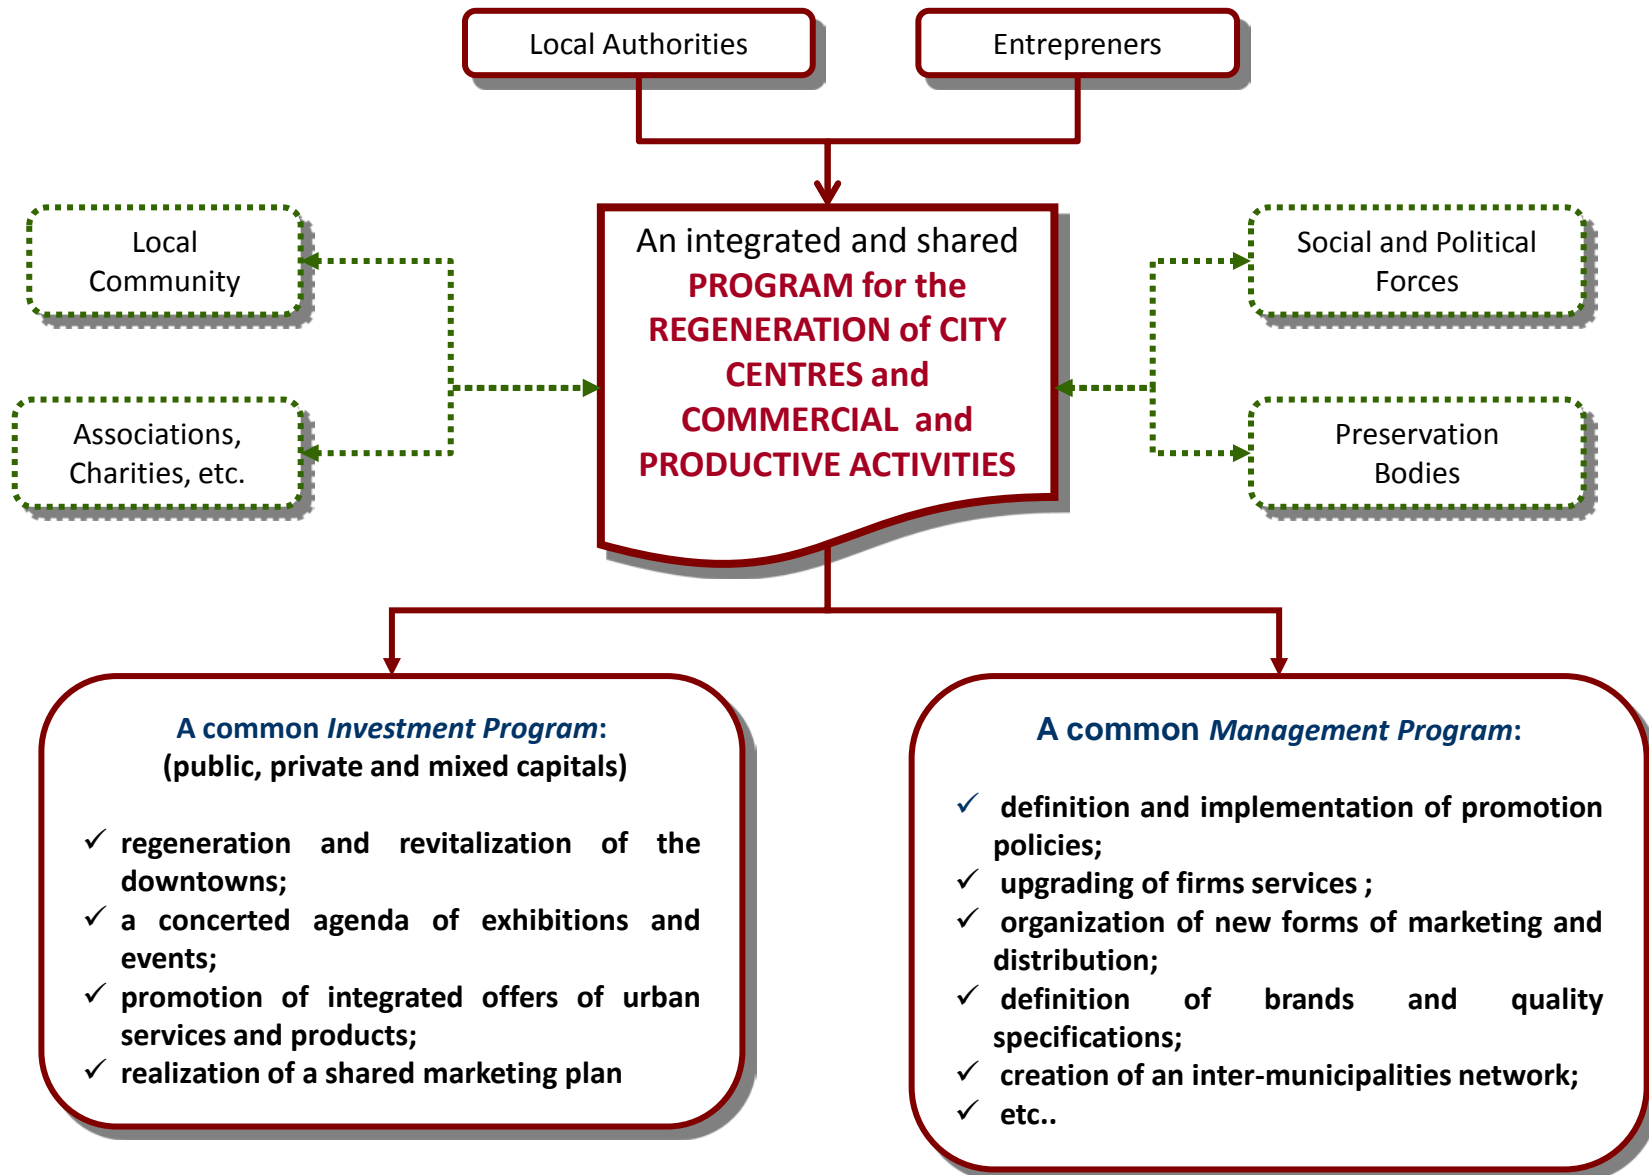 Local Authorities
Entrepreners
Local
Community
An integrated and shared
PROGRAM for the
REGENERATION of CITY
CENTRES and
COMMERCIAL and
PRODUCTIVE ACTIVITIES
Social and Political
Forces
Associations,
Charities, etc.
Preservation
Bodies
A common Investment Program:
(public, private and mixed capitals)
✓ regeneration and revitalization of the
downtowns;
✓ a concerted agenda of exhibitions and
events;
✓ promotion of integrated offers of urban
services and products;
✓ realization of a shared marketing plan
A common Management Program:
✓ definition and implementation of promotion
policies;
✓ upgrading of firms services ;
✓ organization of new forms of marketing and
distribution;
✓ definition of brands and quality
specifications;
✓ creation of an inter-municipalities network;
✓ etc..